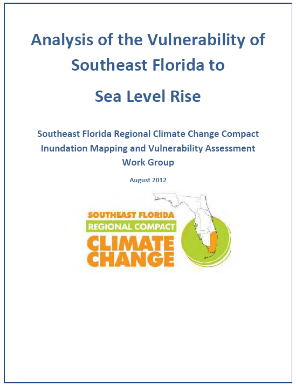 Analysis of the Vulnerability of
Southeast Florida to
Sea Level Rise
Southeast Florida Regional Climate Change Compact
Inundation Mapping and Vulnerability Assessment
Work Group
August 2012
SOUTHEAST FLORIDA
REGIONAL COMPACT
CLIMATE
CHANGE